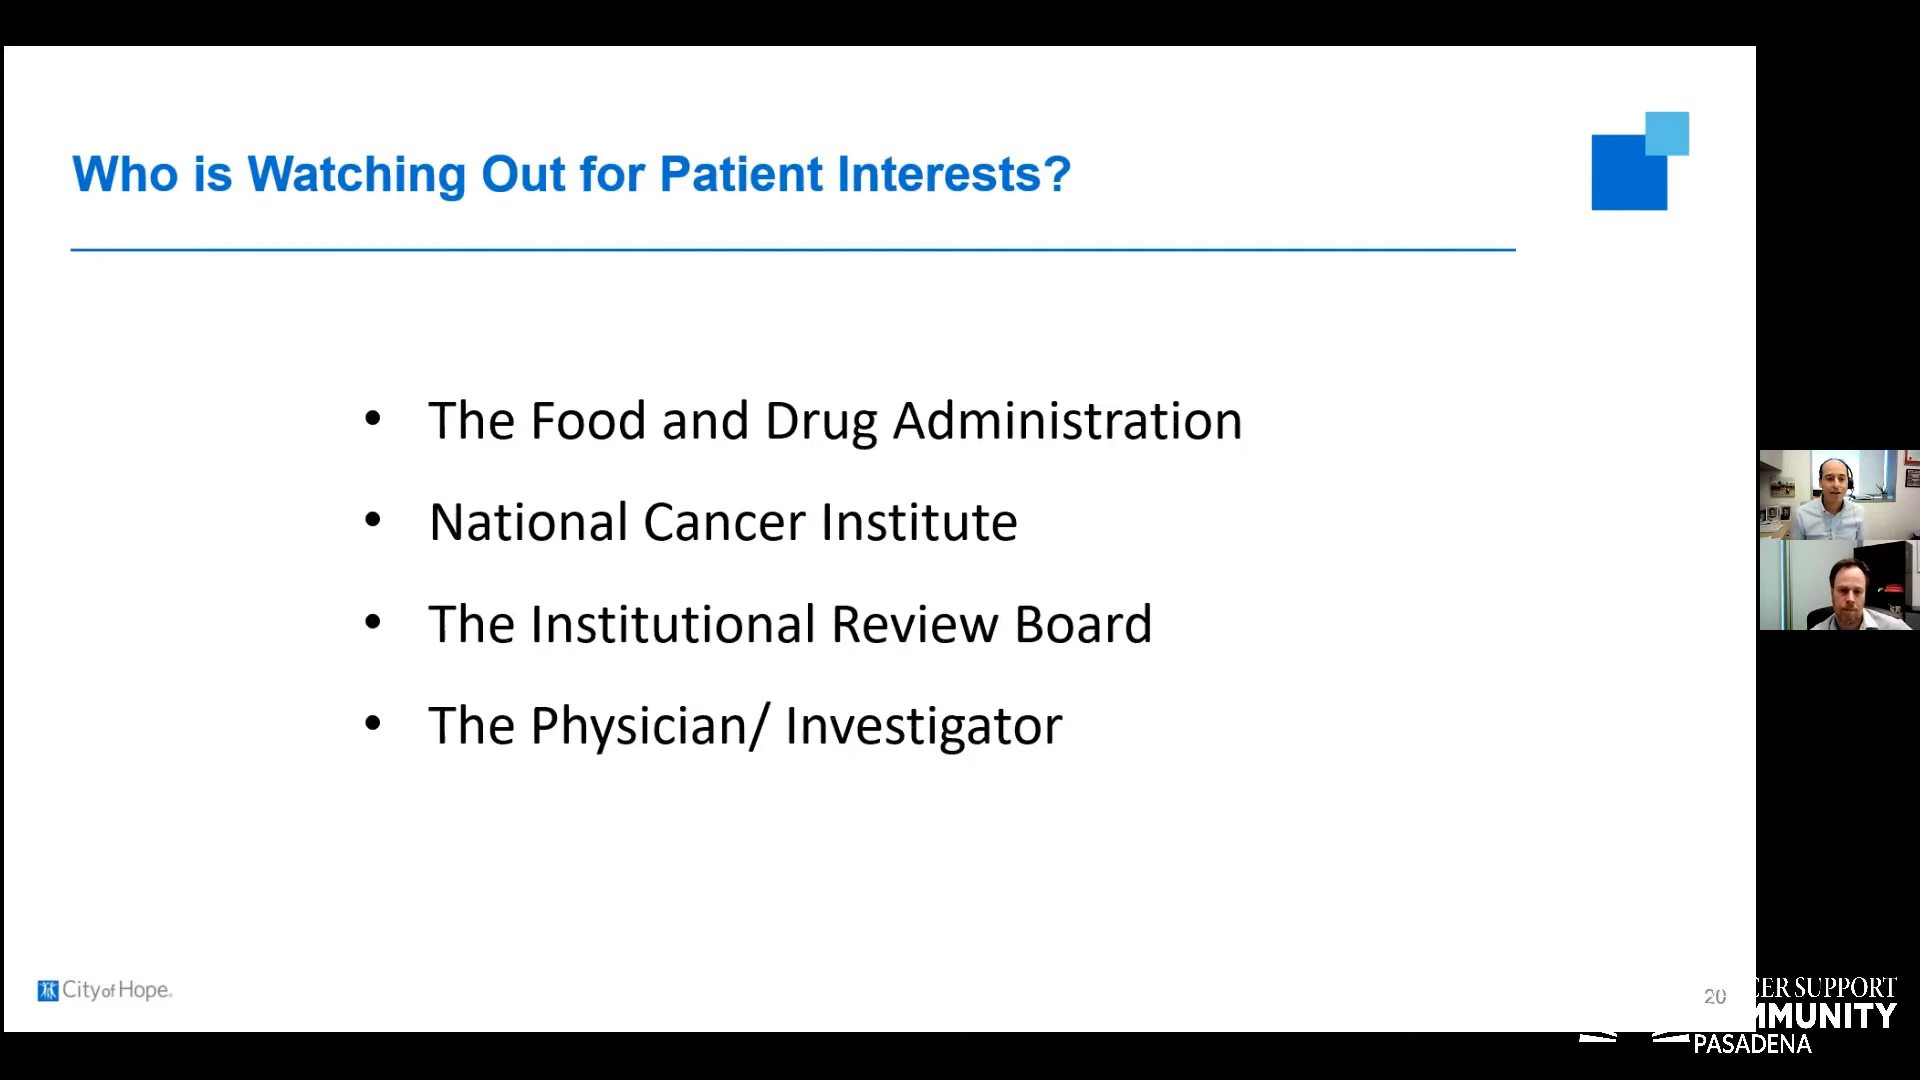 Who is Watching Out for Patient Interests?
• The Food and Drug Administration
• National Cancer Institute
• The Institutional Review Board
• The Physician/ Investigator
City of Hope.
20
CER SUPPORT
MMUNITY
PASADENA